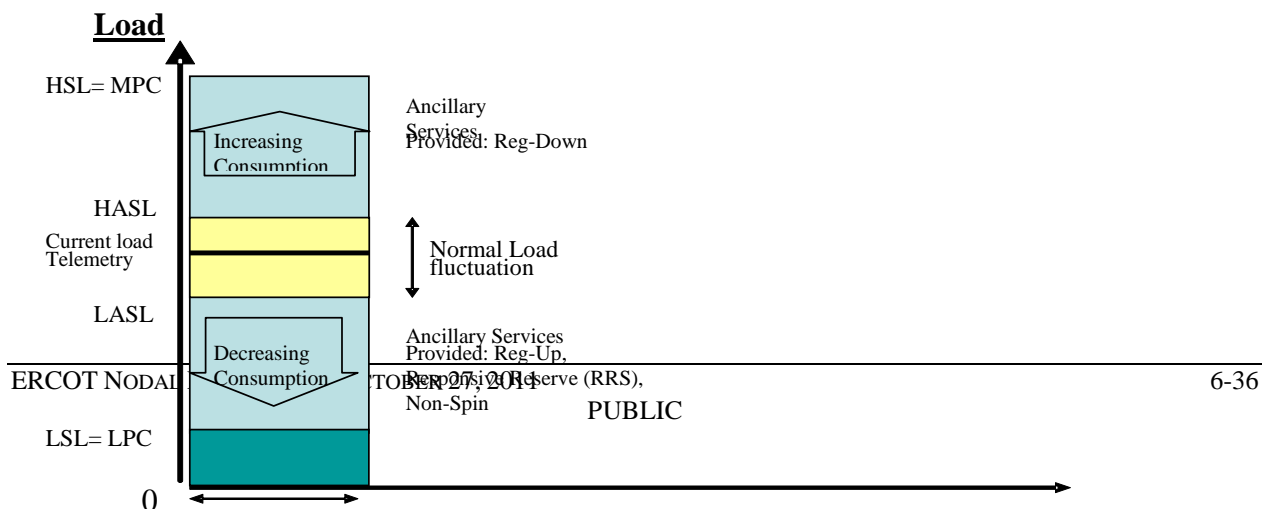 Load
HSL= MPC
Ancillary
Services
Provided: Reg-Down
Increasing
Consumption
HASL
Current load
Telemetry
Normal Load
fluctuation
LASL
Ancillary Services
Provided: Reg-Up,
Responsive Reserve (RRS),
Non-Spin
Decreasing
Consumption
ERCOT NODAL OCTOBER 27, 2011 6-36
PUBLIC
LSL= LPC
0